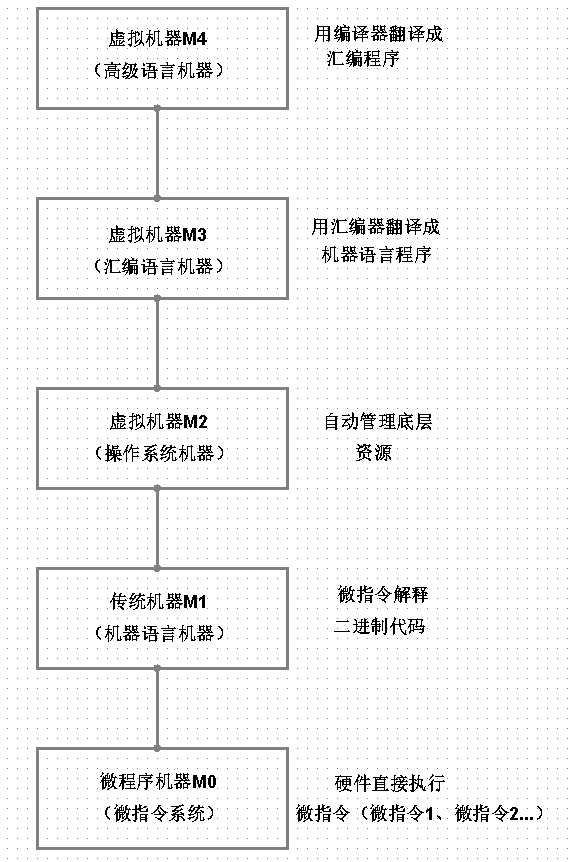 虚拟机器M4
（高级语言机器）
用编译器翻译成
汇编程序
虚拟机器M3
（汇编语言机器）
用汇编器翻译成
机器语言程序
虚拟机器M2
（操作系统机器）
自动管理底层
资源
传统机器M1
（机器语言机器）
微指令解释
二进制代码
微程序机器M0
（微指令系统）
硬件直接执行
微指令（微指令1、微指令2...）